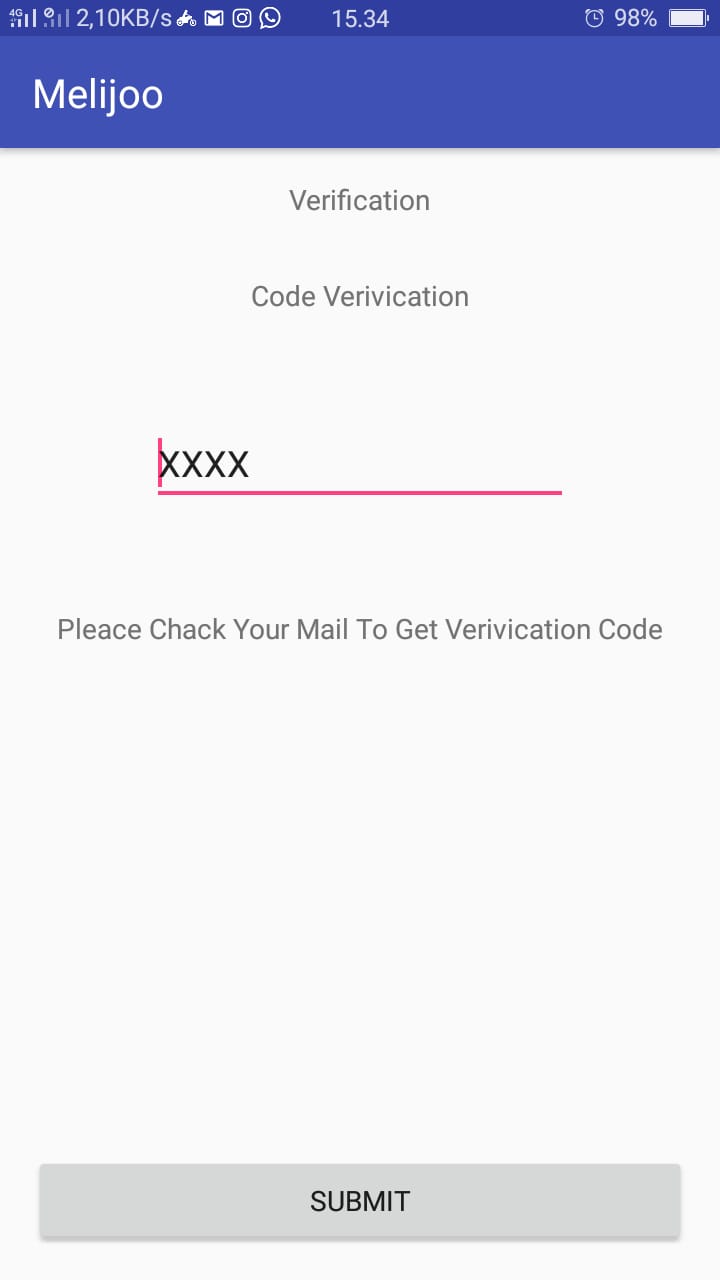 4G 2,10KB/s 15.34 98%
Melijoo
Verification
Code Verivication
XXXX
Pleace Chack Your Mail To Get Verivication Code
SUBMIT